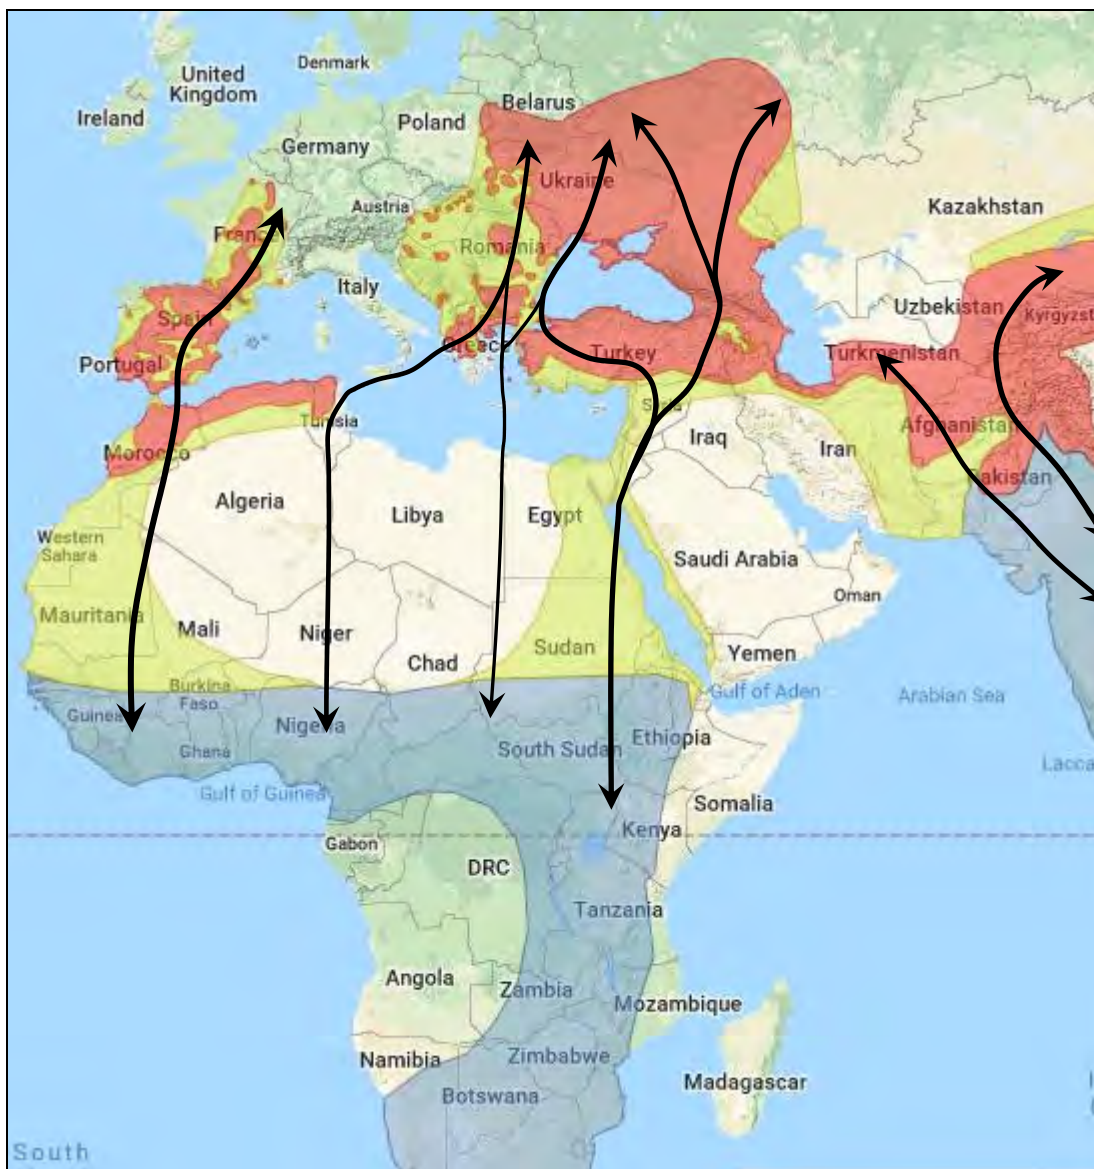 Denmark
United
Kingdom
Ireland
Belarus
Poland
Germany
Ukraine
Austria
Kazakhstan
France
Romania
Italy
Uzbekistan
Spain
Kyrgyzst
Portugal
Greece
Turkey
Turkmenistan
Syria
Tunisia
Iraq
Iran
Afghanistan
Morocco
Pakistan
Algeria
Libya
Egypt
Western
Sahara
Saudi Arabia
Oman
Mauritania
Mali
Niger
Chad
Sudan
Yemen
Gulf of Aden
Arabian Sea
Burkina
Faso
Guinea
Nigeria
Ghana
South Sudan
Ethiopia
Lacca
Gulf of Guinea
Somalia
Kenya
Gabon
DRC
Tanzania
Angola
Zambia
Mozambique
Namibia
Zimbabwe
Madagascar
Botswana
South